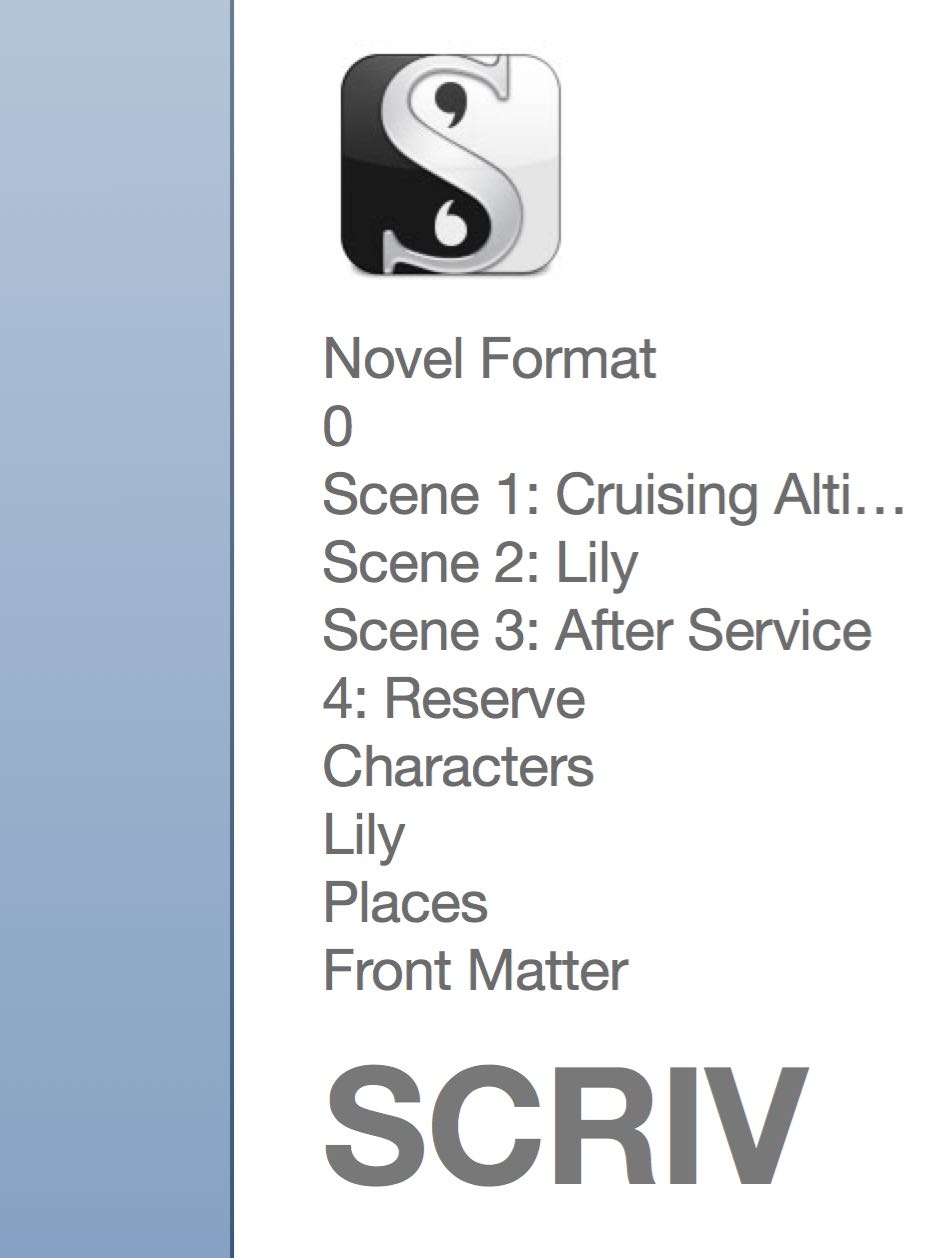 Novel Format
0
Scene 1: Cruising Alti…
Scene 2: Lily
Scene 3: After Service
4: Reserve
Characters
Lily
Places
Front Matter
SCRIV